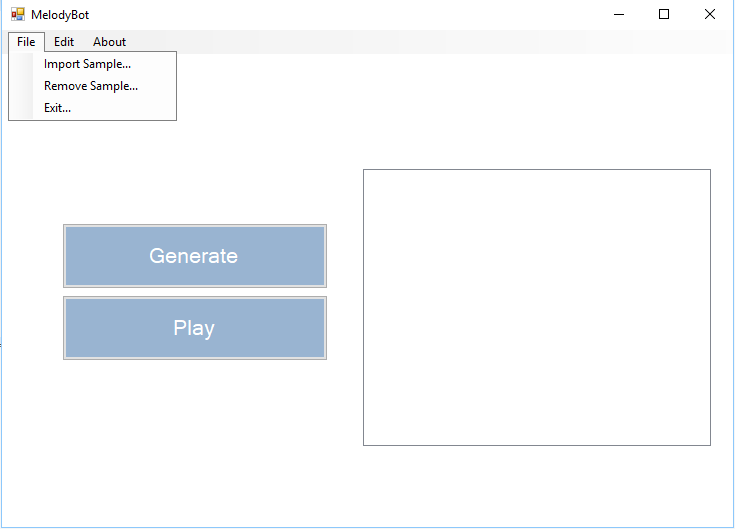 MelodyBot
File Edit About
Import Sample...
Remove Sample...
Exit...
Generate
Play